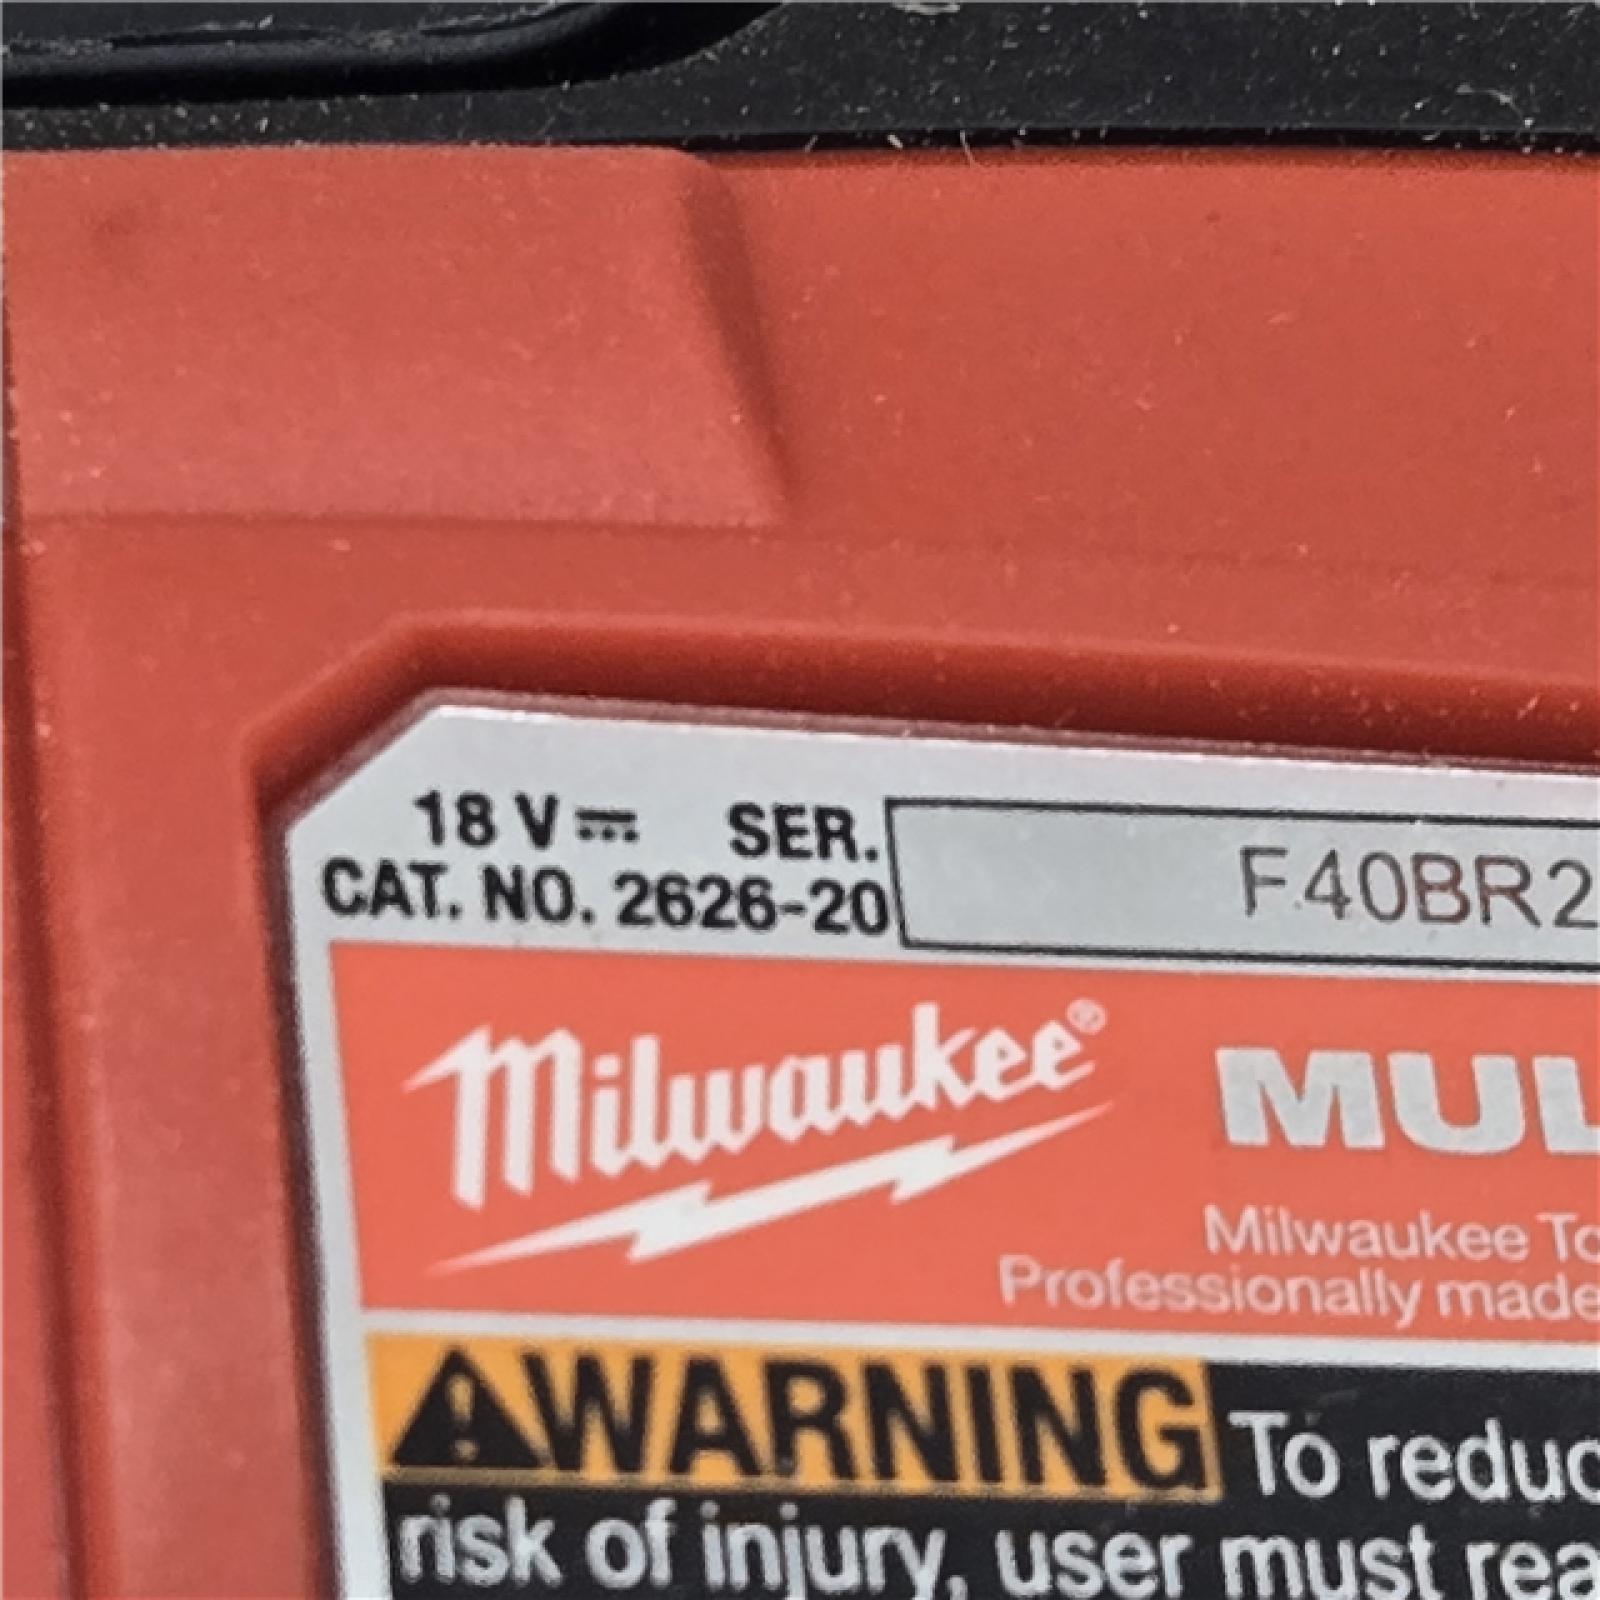 18 V⎓ SER. F40BR2
CAT. NO. 2626-20
Milwaukee® MUL
Milwaukee To
Professionally made
WARNING To reduc
risk of injury, user must rea